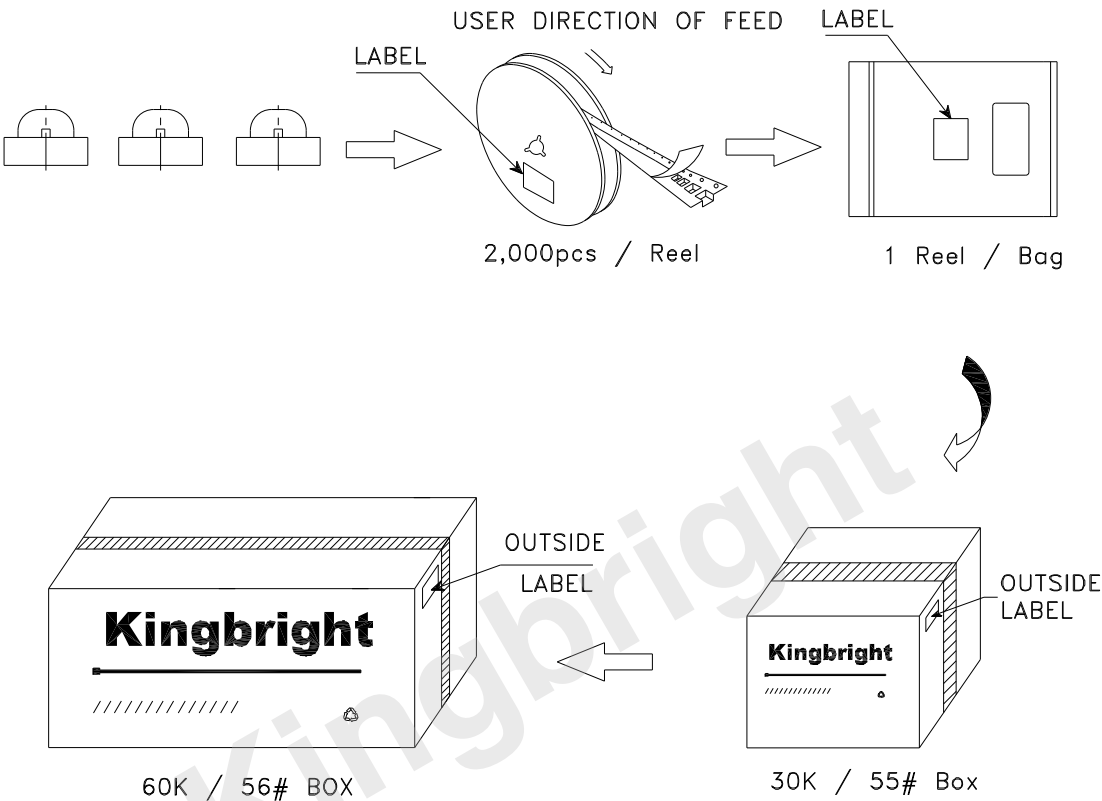 USER DIRECTION OF FEED
LABEL
LABEL
2,000pcs / Reel
1 Reel / Bag
OUTSIDE
LABEL
OUTSIDE
LABEL
Kingbright
Kingbright
60K / 56# BOX
30K / 55# Box
Kingbright